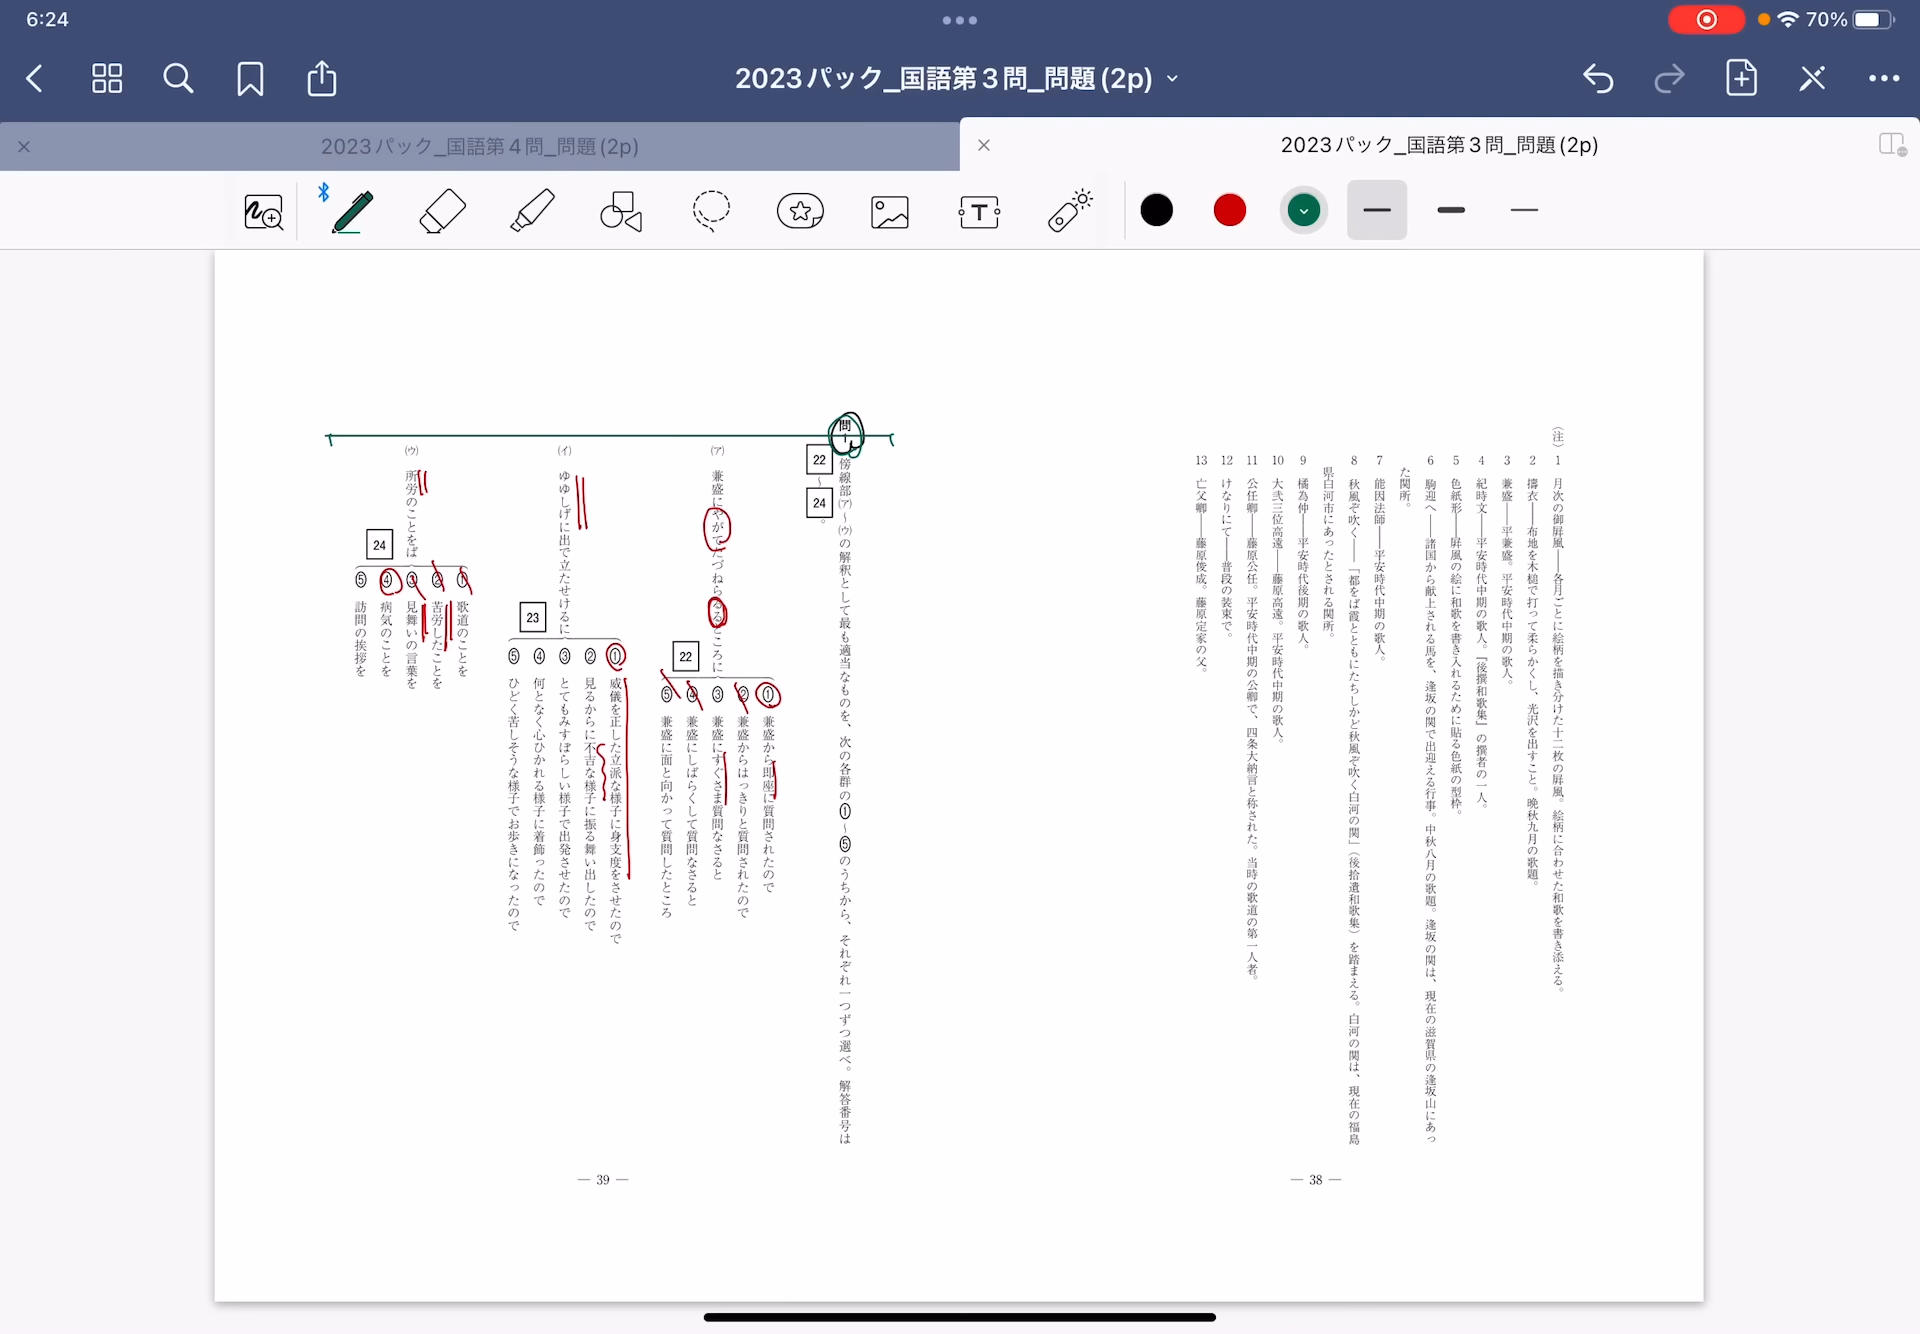 6:24
70%
2023パック_国語第3問_問題(2p)
2023パック_国語第4問_問題(2p)
2023パック_国語第3問_問題(2p)
T
(注)
1 月次の御屛風――各月ごとに絵柄を描き分けた十二枚の屛風。絵柄に合わせた和歌を書き添える。
2 擣衣――布地を木槌で打って柔らかくし、光沢を出すこと。晩秋九月の歌題。
3 兼盛――平兼盛。平安時代中期の歌人。
4 紀時文――平安時代中期の歌人。『後撰和歌集』の撰者の一人。
5 色紙形――屛風の絵に和歌を書き入れるために貼る色紙の型枠。
6 駒迎へ――諸国から献上される馬を、逢坂の関で出迎える行事。中秋八月の歌題。逢坂の関は、現在の滋賀県の逢坂山にあっ
た関所。
7 能因法師――平安時代中期の歌人。
8 秋風ぞ吹く――「都をば霞とともにたちしかど秋風ぞ吹く白河の関」(後拾遺和歌集)を踏まえる。白河の関は、現在の福島
県白河市にあったとされる関所。
9 橘為仲――平安時代後期の歌人。
10 大弐三位高遠――藤原高遠。平安時代中期の歌人。
11 公任卿――藤原公任。平安時代中期の公卿で、四条大納言と称された。当時の歌道の第一人者。
12 けなりにて――普段の装束で。
13 亡父卿――藤原俊成。藤原定家の父。
― 38 ―
問1 傍線部(ア)~(ウ)の解釈として最も適当なものを、次の各群の①~⑤のうちから、それぞれ一つずつ選べ。解答番号は
22 ~ 24 。
(ア) 兼盛にやがてたづねらるるところに
22
① 兼盛から即座に質問されたので
② 兼盛からはっきりと質問されたので
③ 兼盛にすぐさま質問なさると
④ 兼盛にしばらくして質問なさると
⑤ 兼盛に面と向かって質問したところ
(イ) ゆゆしげに出で立たせけるに
23
① 威儀を正した立派な様子に身支度をさせたので
② 見るからに不吉な様子に振る舞い出したので
③ とてもみすぼらしい様子で出発させたので
④ 何となく心ひかれる様子に着飾ったので
⑤ ひどく苦しそうな様子でお歩きになったので
(ウ) 所労のことをば
24
① 歌道のことを
② 苦労したことを
③ 見舞いの言葉を
④ 病気のことを
⑤ 訪問の挨拶を
― 39 ―